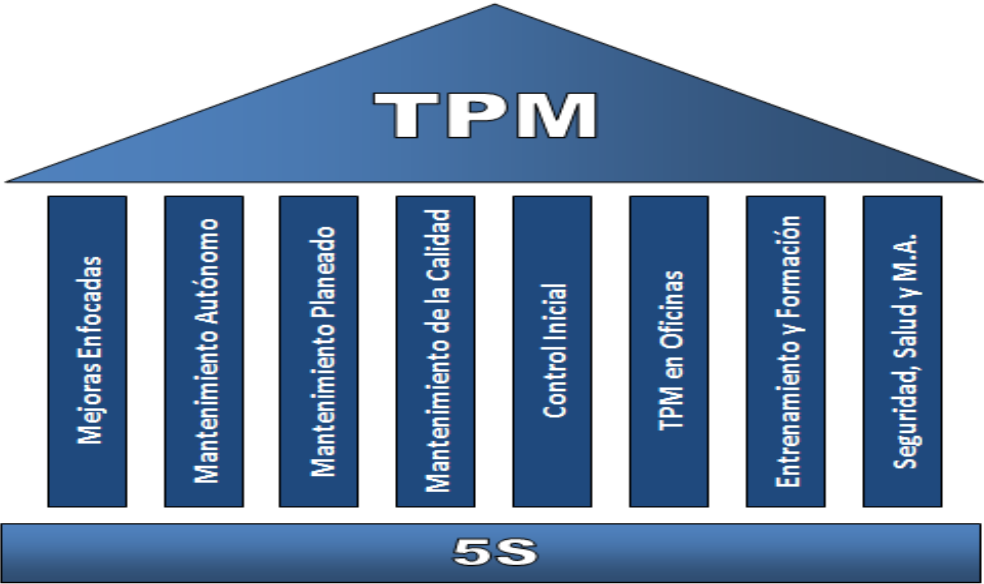 TPM
Mejoras Enfocadas
Mantenimiento Autónomo
Mantenimiento Planeado
Mantenimiento de la Calidad
Control Inicial
TPM en Oficinas
Entrenamiento y Formación
Seguridad, Salud y M.A.
5S